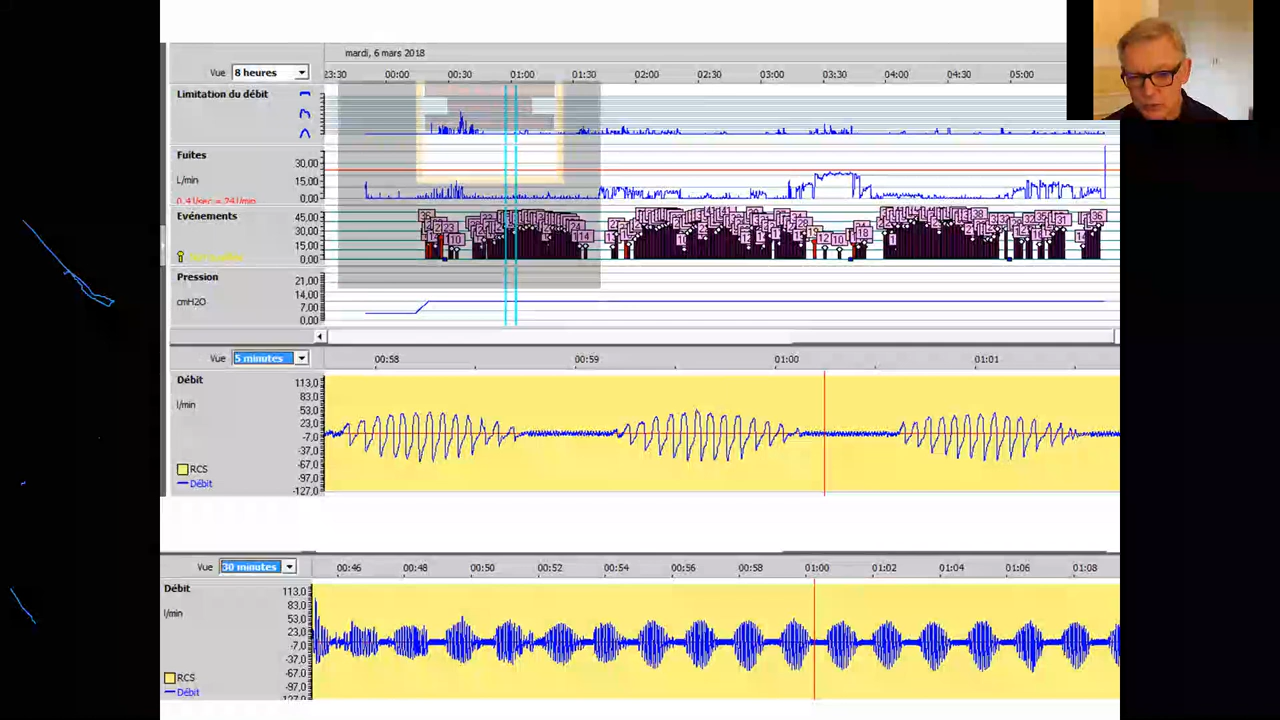 mardi, 6 mars 2018
Vue 8 heures
23:30 00:00 00:30 01:00 01:30 02:00 02:30 03:00 03:30 04:00 04:30 05:00
Limitation du débit
Fuites
L/min
30,00
15,00
0.00
0,4 l/sec = 24 l/min
Evénements
45,00
30,00
15,00
0.00
Pression
cmH2O
21,00
14,00
7,00
0,00
Vue 5 minutes
00:58 00:59 01:00 01:01
Débit
l/min
113,0
83,0
53,0
23,0
-7,0
-37,0
-67,0
-97,0
-127,0
RCS
Débit
Vue 30 minutes
00:46 00:48 00:50 00:52 00:54 00:56 00:58 01:00 01:02 01:04 01:06 01:08
Débit
l/min
113,0
83,0
53,0
23,0
-7,0
-37,0
-67,0
-97,0
-127,0
RCS
Débit